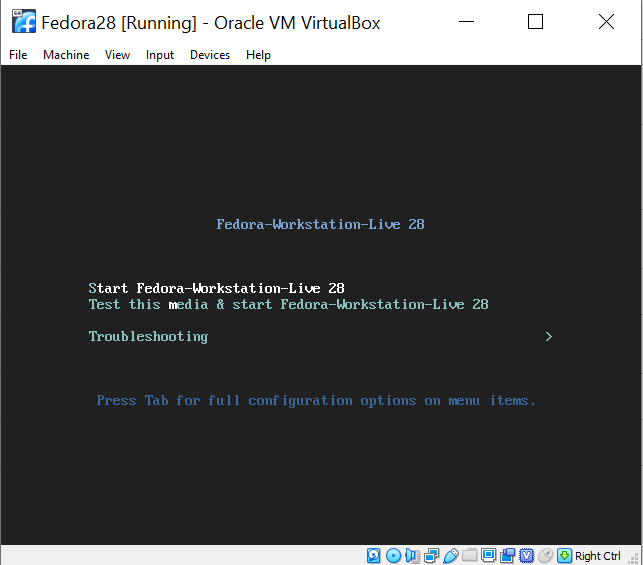 Fedora28 [Running] - Oracle VM VirtualBox
File Machine View Input Devices Help
Fedora-Workstation-Live 28
Start Fedora-Workstation-Live 28
Test this media & start Fedora-Workstation-Live 28
Troubleshooting >
Press Tab for full configuration options on menu items.
Right Ctrl